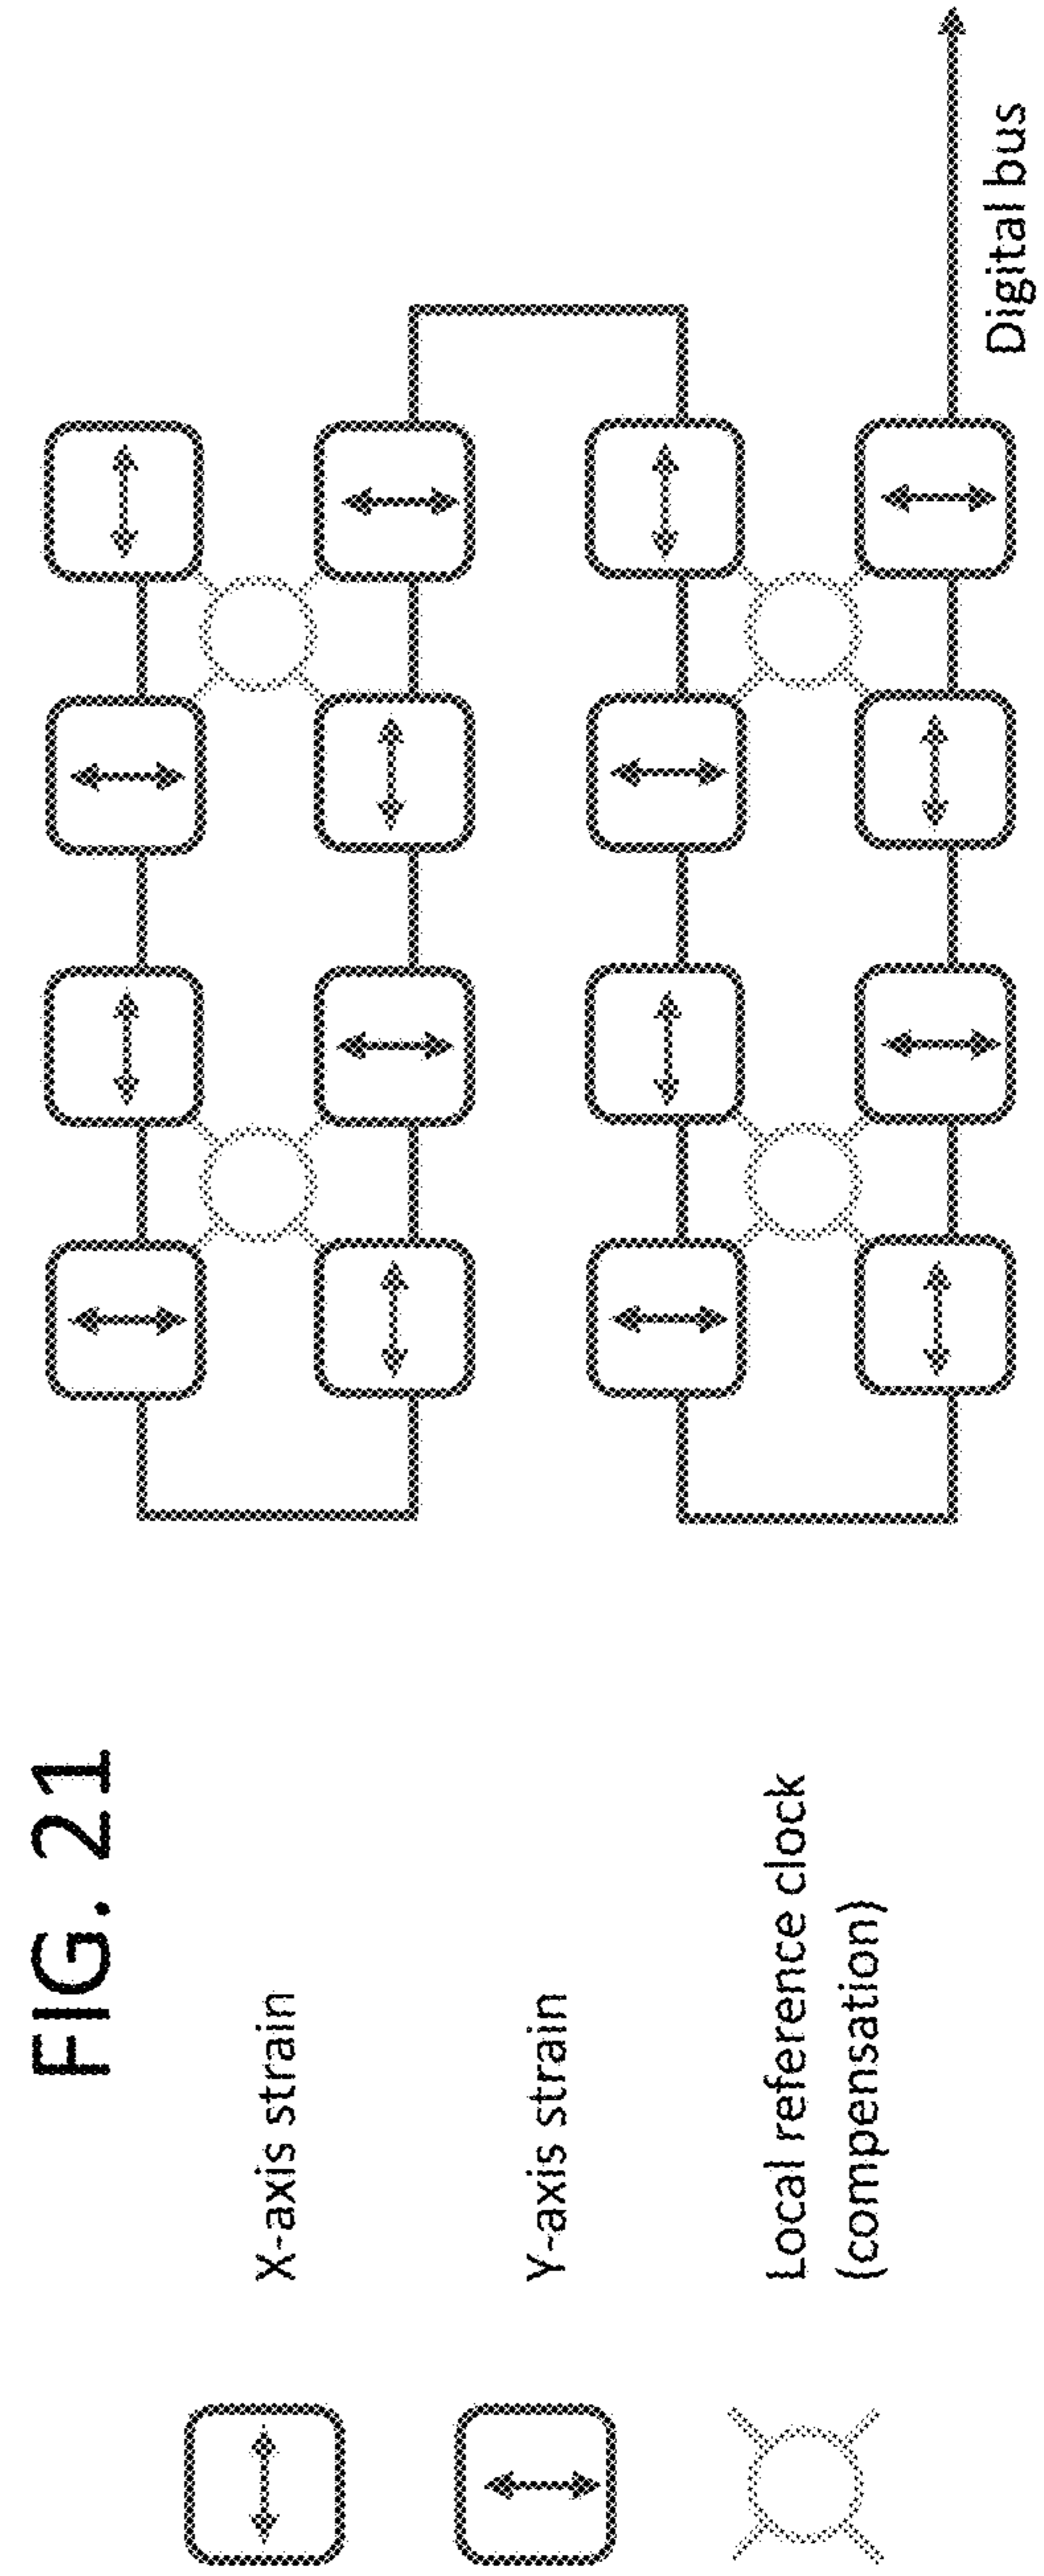 FIG. 21
X-axis strain
Y-axis strain
Local reference clock
(compensation)
Digital bus